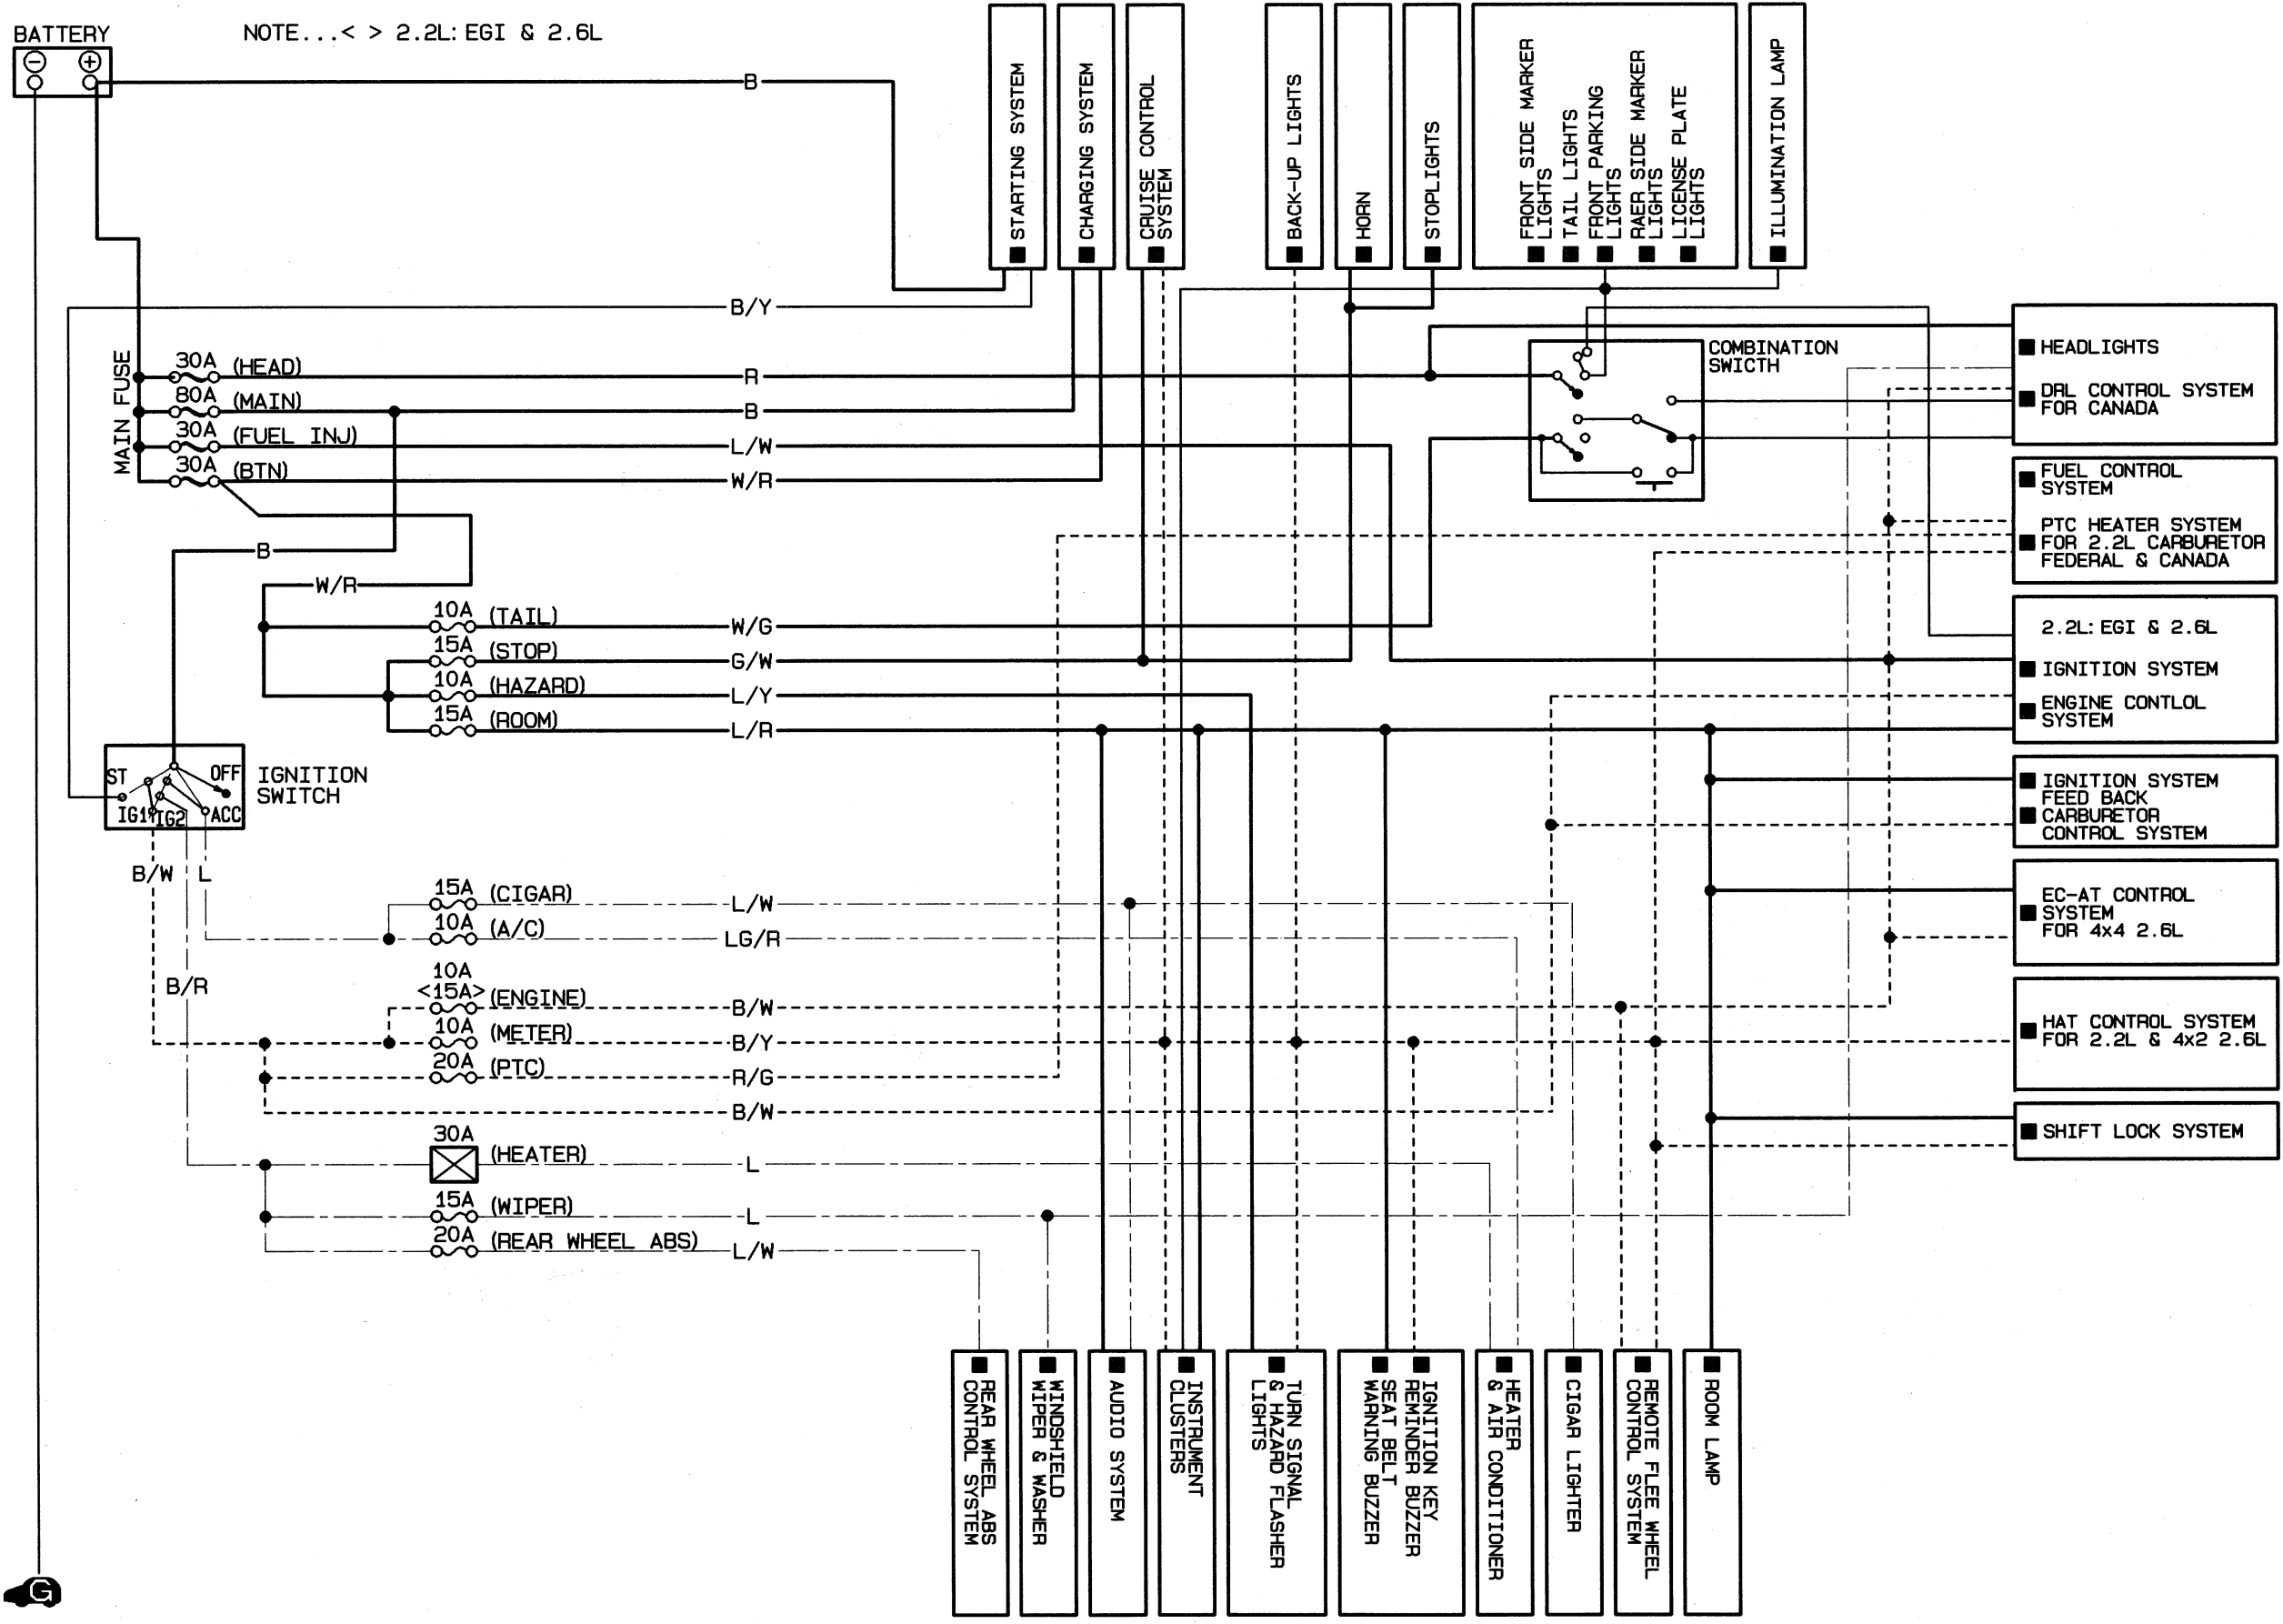 BATTERY
NOTE...< > 2.2L: EGI & 2.6L
B
STARTING SYSTEM
CHARGING SYSTEM
CRUISE CONTROL
SYSTEM
BACK-UP LIGHTS
HORN
STOPLIGHTS
FRONT SIDE MARKER
LIGHTS
TAIL LIGHTS
FRONT PARKING
LIGHTS
RAER SIDE MARKER
LIGHTS
LICENSE PLATE
LIGHTS
ILLUMINATION LAMP
B/Y
MAIN FUSE
30A (HEAD)
R
80A (MAIN)
B
30A (FUEL INJ)
L/W
30A (BTN)
W/R
COMBINATION
SWICTH
HEADLIGHTS
DRL CONTROL SYSTEM
FOR CANADA
FUEL CONTROL
SYSTEM
PTC HEATER SYSTEM
FOR 2.2L CARBURETOR
FEDERAL & CANADA
B
W/R
10A (TAIL)
W/G
15A (STOP)
G/W
10A (HAZARD)
L/Y
15A (ROOM)
L/R
2.2L: EGI & 2.6L
IGNITION SYSTEM
ENGINE CONTLOL
SYSTEM
ST
OFF
IG1
IG2
ACC
IGNITION
SWITCH
IGNITION SYSTEM
FEED BACK
CARBURETOR
CONTROL SYSTEM
B/W
L
B/R
15A (CIGAR)
L/W
10A (A/C)
LG/R
EC-AT CONTROL
SYSTEM
FOR 4x4 2.6L
10A
<15A> (ENGINE)
B/W
10A (METER)
B/Y
20A (PTC)
R/G
B/W
HAT CONTROL SYSTEM
FOR 2.2L & 4x2 2.6L
30A (HEATER)
L
15A (WIPER)
L
20A (REAR WHEEL ABS)
L/W
SHIFT LOCK SYSTEM
REAR WHEEL ABS
CONTROL SYSTEM
WINDSHIELD
WIPER & WASHER
AUDIO SYSTEM
INSTRUMENT
CLUSTERS
TURN SIGNAL
& HAZARD FLASHER
LIGHTS
IGNITION KEY
REMINDER BUZZER
SEAT BELT
WARNING BUZZER
HEATER
& AIR CONDITIONER
CIGAR LIGHTER
REMOTE FLEE WHEEL
CONTROL SYSTEM
ROOM LAMP
G